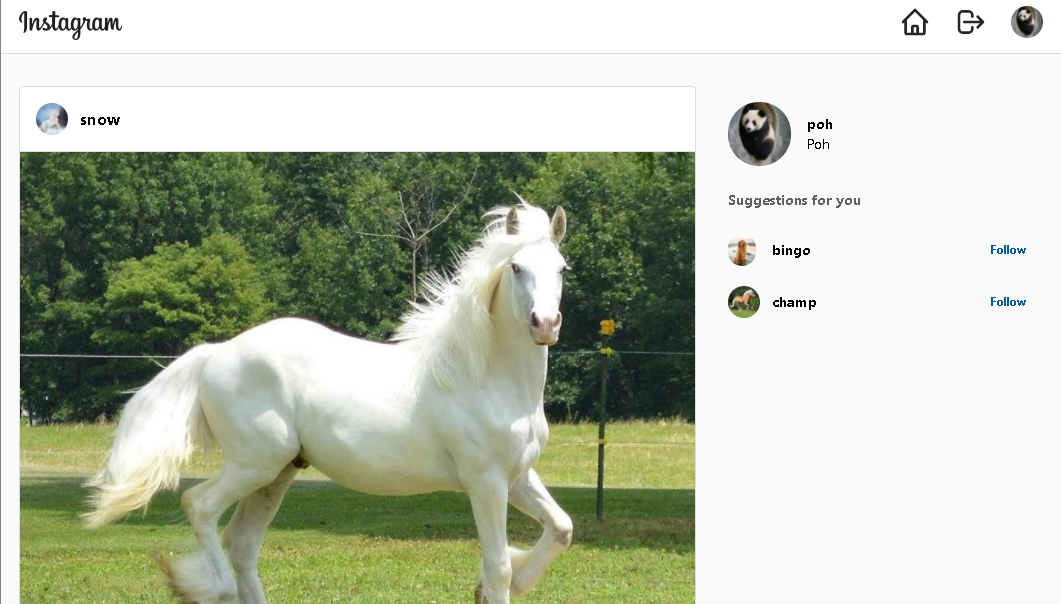 Instagram
snow
poh
Poh
Suggestions for you
bingo
Follow
champ
Follow